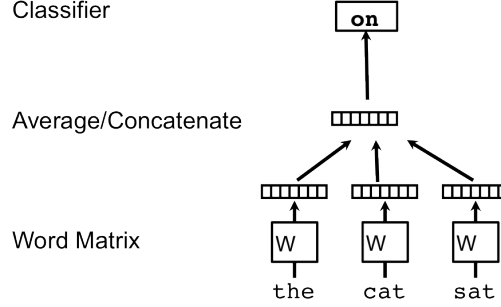 Classifier
on
Average/Concatenate
Word Matrix
W W W
the cat sat